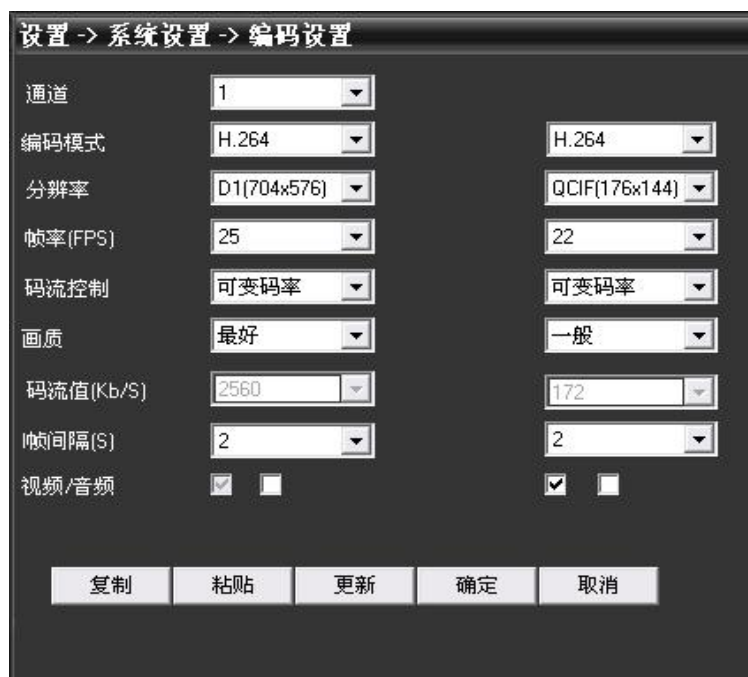 设置 -> 系统设置 -> 编码设置
通道 1
编码模式 H.264 H.264
分辨率 D1(704x576) QCIF(176x144)
帧率(FPS) 25 22
码流控制 可变码率 可变码率
画质 最好 一般
码流值(Kb/S) 2560 172
I帧间隔(S) 2 2
视频/音频
复制 粘贴 更新 确定 取消